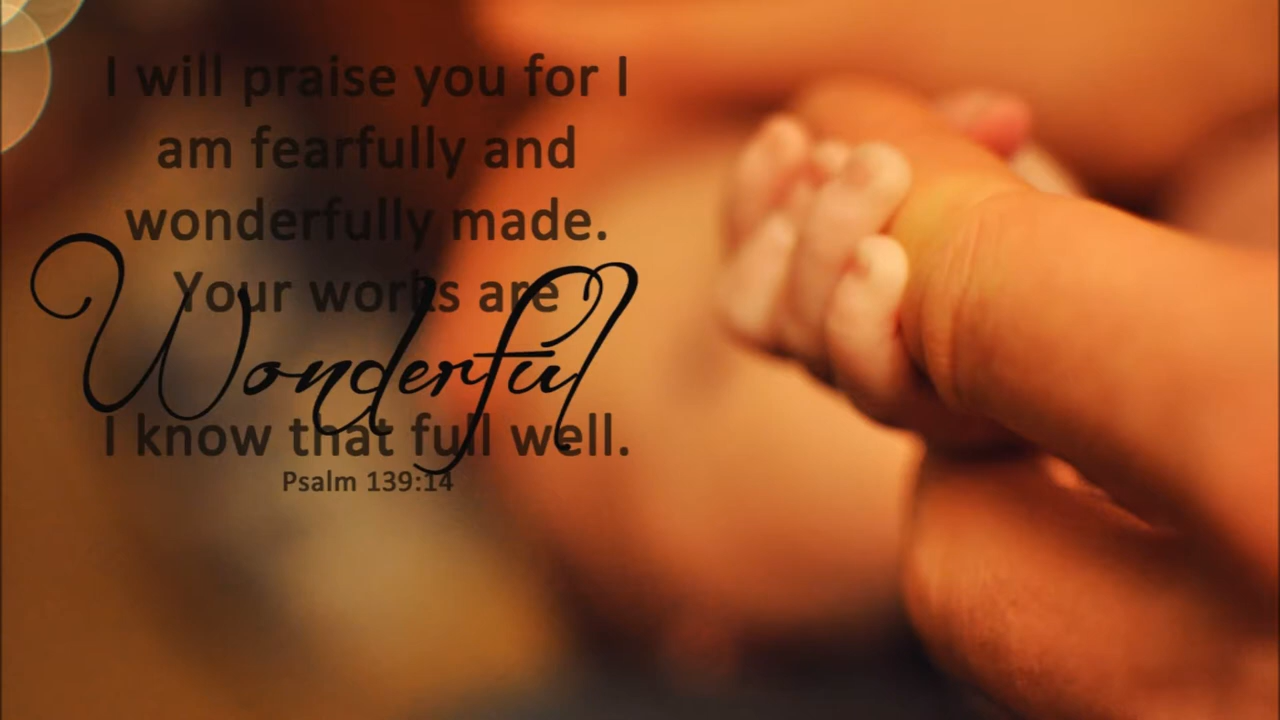 I will praise you for I
am fearfully and
wonderfully made.
Your works are
Wonderful
I know that full well.
Psalm 139:14